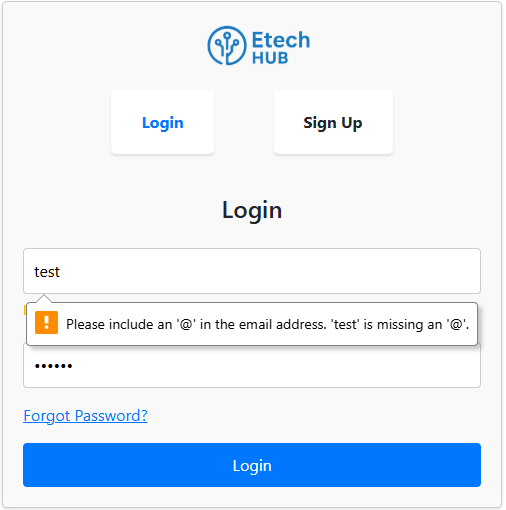 Etech
HUB
Login
Sign Up
Login
test
Please include an '@' in the email address. 'test' is missing an '@'.
••••••
Forgot Password?
Login